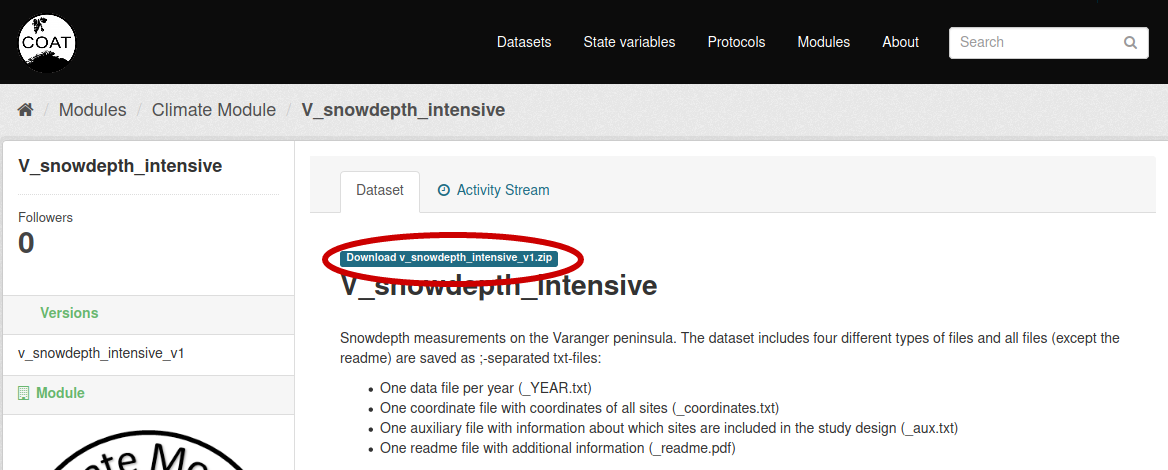 COAT
Datasets State variables Protocols Modules About Search
/ Modules / Climate Module / V_snowdepth_intensive
V_snowdepth_intensive
Followers
0
Versions
v_snowdepth_intensive_v1
Module
ate Mo
Dataset Activity Stream
Download v_snowdepth_intensive_v1.zip
V_snowdepth_intensive
Snowdepth measurements on the Varanger peninsula. The dataset includes four different types of files and all files (except the
readme) are saved as ;-separated txt-files:
• One data file per year (_YEAR.txt)
• One coordinate file with coordinates of all sites (_coordinates.txt)
• One auxiliary file with information about which sites are included in the study design (_aux.txt)
• One readme file with additional information (_readme.pdf)